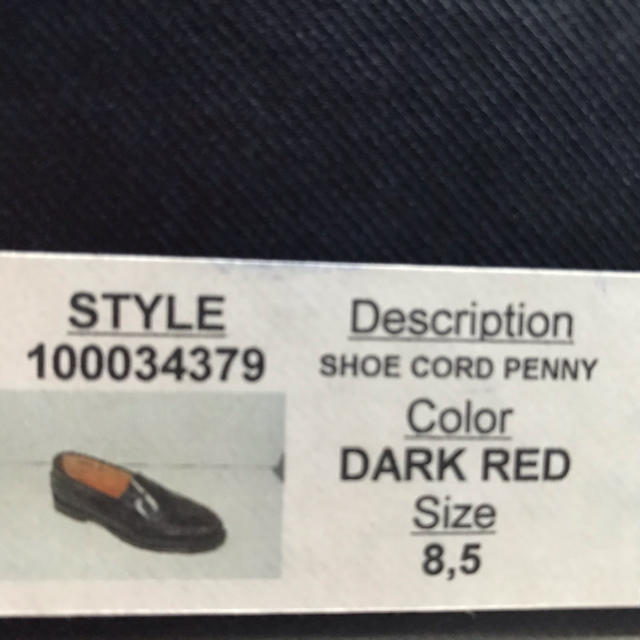 STYLE
100034379
Description
SHOE CORD PENNY
Color
DARK RED
Size
8,5